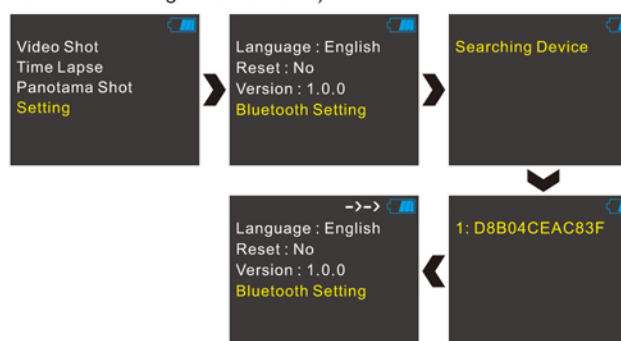 Video Shot
Time Lapse
Panotama Shot
Setting
Language : English
Reset : No
Version : 1.0.0
Bluetooth Setting
Searching Device
1: D8B04CEAC83F
->->
Language : English
Reset : No
Version : 1.0.0
Bluetooth Setting